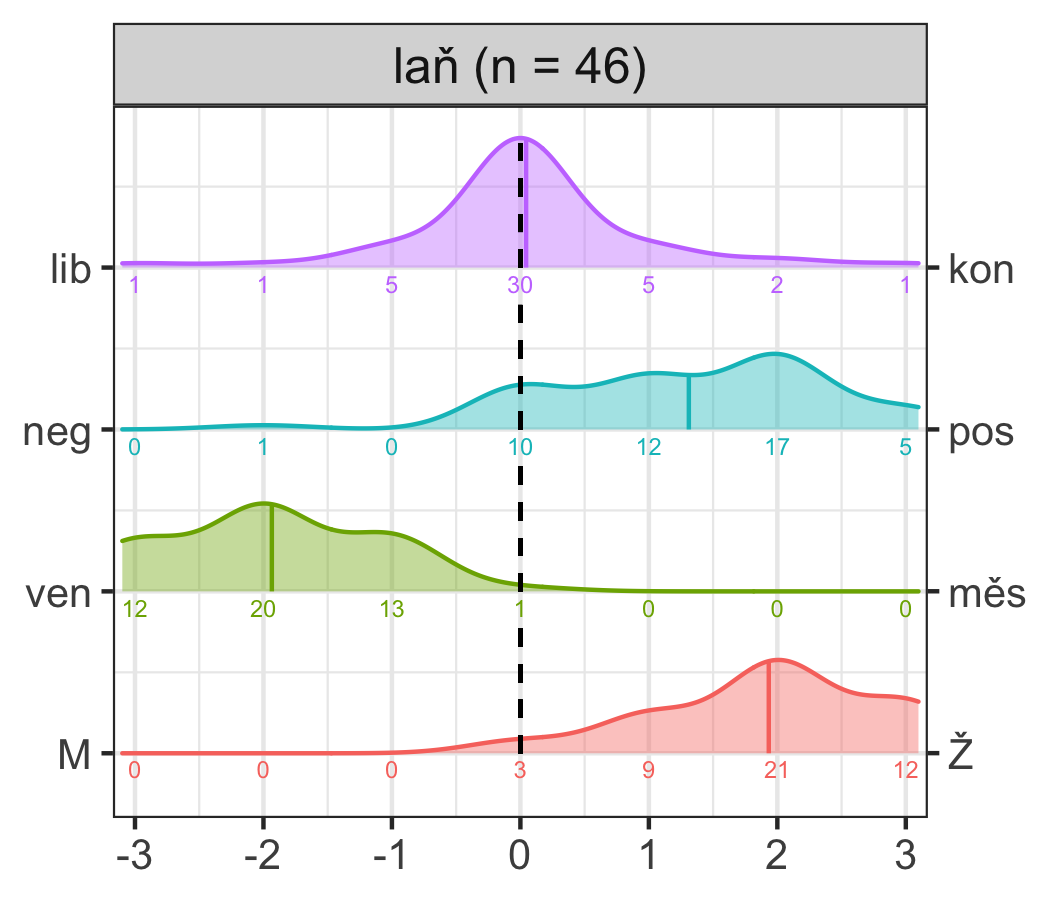 laň (n = 46)
lib kon
1 1 5 30 5 2 1
neg pos
0 1 0 10 12 17 5
ven měs
12 20 13 1 0 0 0
M Ž
0 0 0 3 9 21 12
-3 -2 -1 0 1 2 3